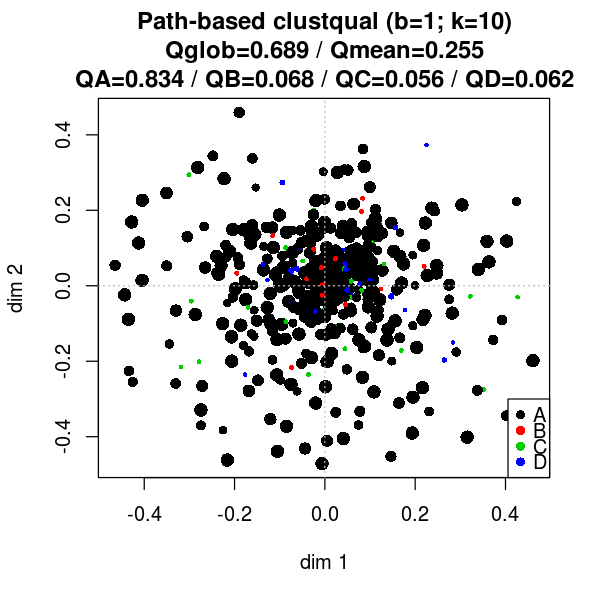 Path-based clustqual (b=1; k=10)
Qglob=0.689 / Qmean=0.255
QA=0.834 / QB=0.068 / QC=0.056 / QD=0.062
0.4
0.2
0.0
-0.2
-0.4
dim 2
A
B
C
D
-0.4 -0.2 0.0 0.2 0.4
dim 1